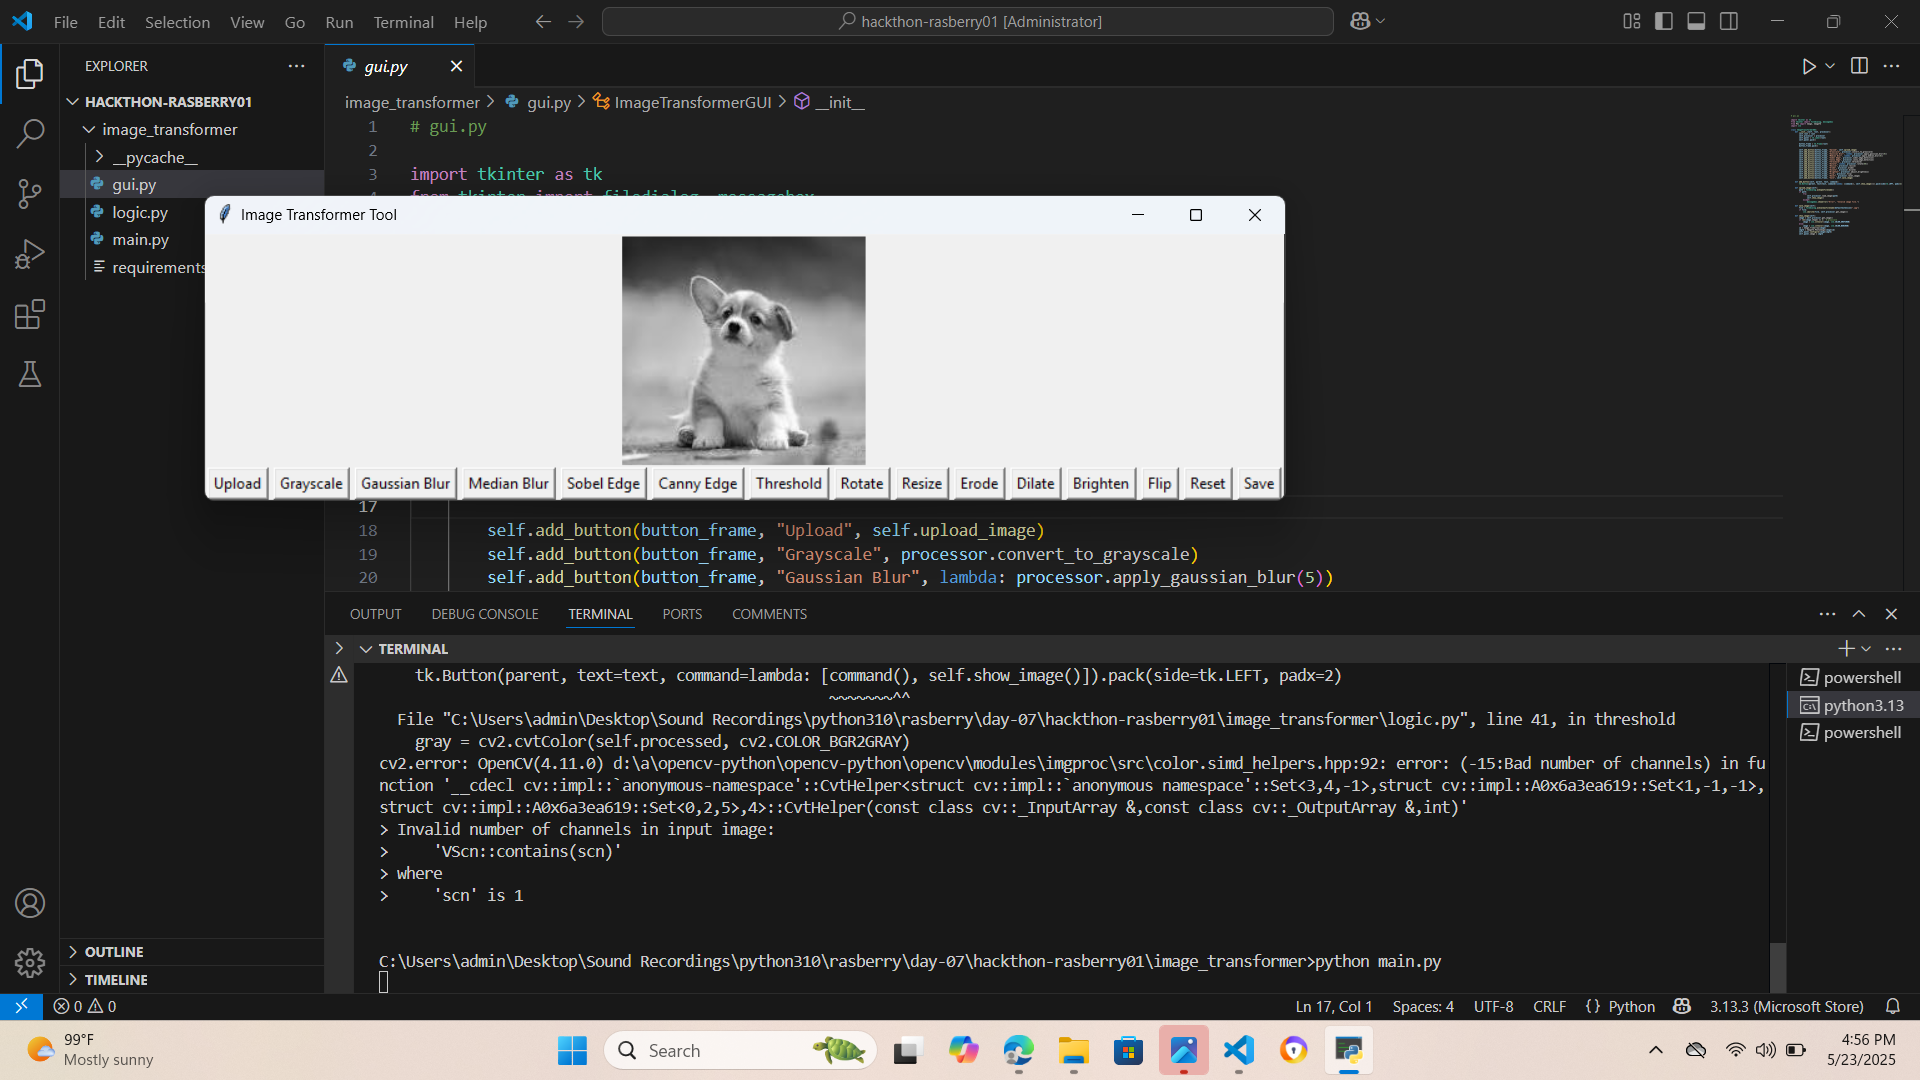 File Edit Selection View Go Run Terminal Help
hackthon-rasberry01 [Administrator]
EXPLORER
HACKTHON-RASBERRY01
image_transformer
__pycache__
gui.py
logic.py
main.py
requirements
OUTLINE
TIMELINE
gui.py
image_transformer > gui.py > ImageTransformerGUI > __init__
1 # gui.py
2
3 import tkinter as tk
4 from tkinter import filedialog, messagebox
Image Transformer Tool
Upload Grayscale Gaussian Blur Median Blur Sobel Edge Canny Edge Threshold Rotate Resize Erode Dilate Brighten Flip Reset Save
17
18 self.add_button(button_frame, "Upload", self.upload_image)
19 self.add_button(button_frame, "Grayscale", processor.convert_to_grayscale)
20 self.add_button(button_frame, "Gaussian Blur", lambda: processor.apply_gaussian_blur(5))
OUTPUT DEBUG CONSOLE TERMINAL PORTS COMMENTS
TERMINAL
tk.Button(parent, text=text, command=lambda: [command(), self.show_image()]).pack(side=tk.LEFT, padx=2)
~~~~~~~^^
File "C:\Users\admin\Desktop\Sound Recordings\python310\rasberry\day-07\hackthon-rasberry01\image_transformer\logic.py", line 41, in threshold
gray = cv2.cvtColor(self.processed, cv2.COLOR_BGR2GRAY)
cv2.error: OpenCV(4.11.0) d:\a\opencv-python\opencv-python\opencv\modules\imgproc\src\color.simd_helpers.hpp:92: error: (-15:Bad number of channels) in fu
nction '__cdecl cv::impl::`anonymous-namespace'::CvtHelper<struct cv::impl::`anonymous namespace'::Set<3,4,-1>,struct cv::impl::A0x6a3ea619::Set<1,-1,-1>,
struct cv::impl::A0x6a3ea619::Set<0,2,5>,4>::CvtHelper(const class cv::_InputArray &,const class cv::_OutputArray &,int)'
> Invalid number of channels in input image:
> 'VScn::contains(scn)'
> where
> 'scn' is 1
C:\Users\admin\Desktop\Sound Recordings\python310\rasberry\day-07\hackthon-rasberry01\image_transformer>python main.py
powershell
python3.13
powershell
0 0
Ln 17, Col 1 Spaces: 4 UTF-8 CRLF {} Python 3.13.3 (Microsoft Store)
99°F
Mostly sunny
Search
4:56 PM
5/23/2025